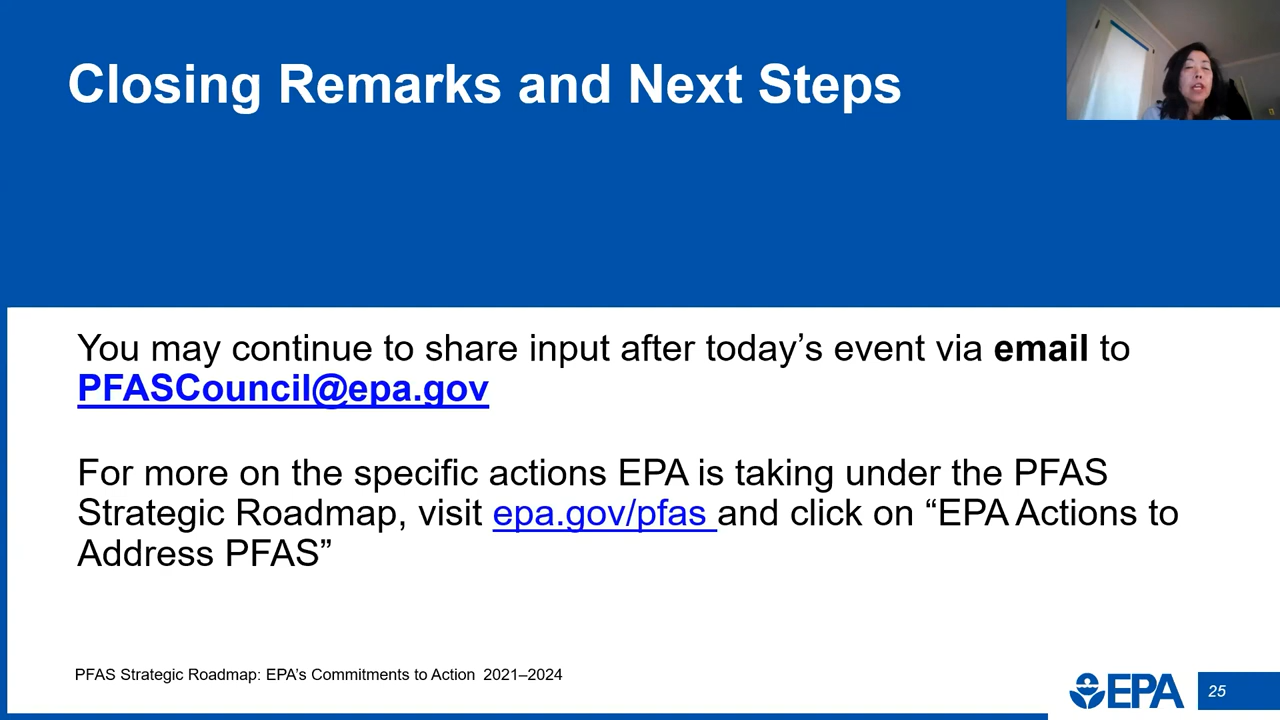 Closing Remarks and Next Steps
You may continue to share input after today’s event via email to
PFASCouncil@epa.gov
For more on the specific actions EPA is taking under the PFAS
Strategic Roadmap, visit epa.gov/pfas and click on “EPA Actions to
Address PFAS”
PFAS Strategic Roadmap: EPA’s Commitments to Action 2021–2024
EPA
25